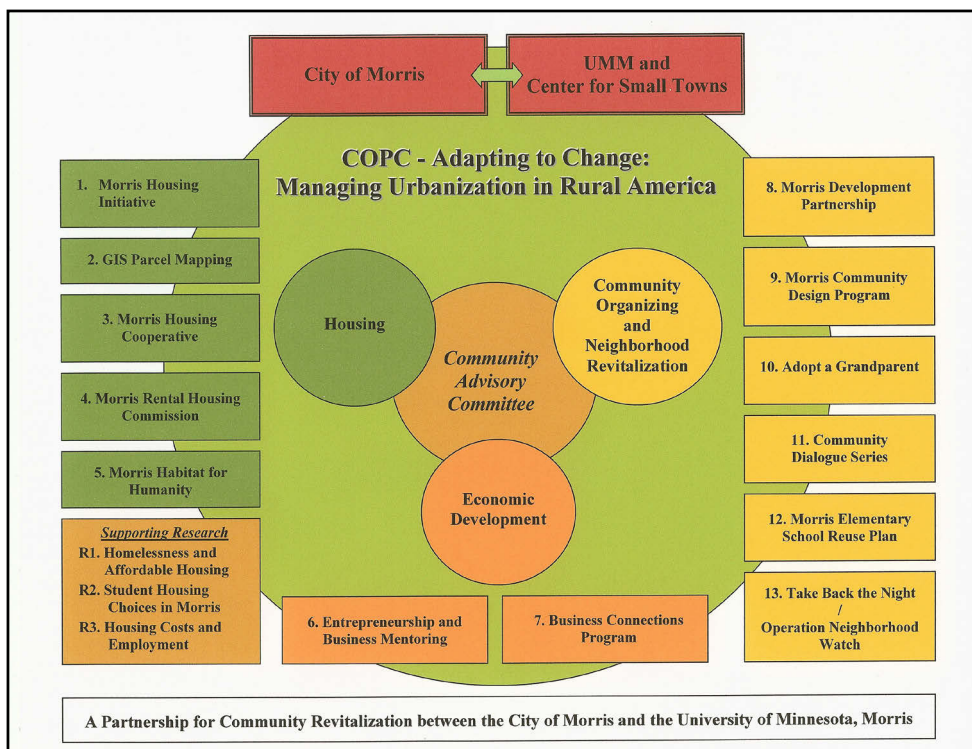 City of Morris
UMM and
Center for Small Towns
COPC - Adapting to Change:
Managing Urbanization in Rural America
1. Morris Housing
Initiative
2. GIS Parcel Mapping
3. Morris Housing
Cooperative
4. Morris Rental Housing
Commission
5. Morris Habitat for
Humanity
Supporting Research
R1. Homelessness and
Affordable Housing
R2. Student Housing
Choices in Morris
R3. Housing Costs and
Employment
Housing
Community
Advisory
Committee
Community
Organizing
and
Neighborhood
Revitalization
Economic
Development
6. Entrepreneurship and
Business Mentoring
7. Business Connections
Program
8. Morris Development
Partnership
9. Morris Community
Design Program
10. Adopt a Grandparent
11. Community
Dialogue Series
12. Morris Elementary
School Reuse Plan
13. Take Back the Night
/
Operation Neighborhood
Watch
A Partnership for Community Revitalization between the City of Morris and the University of Minnesota, Morris